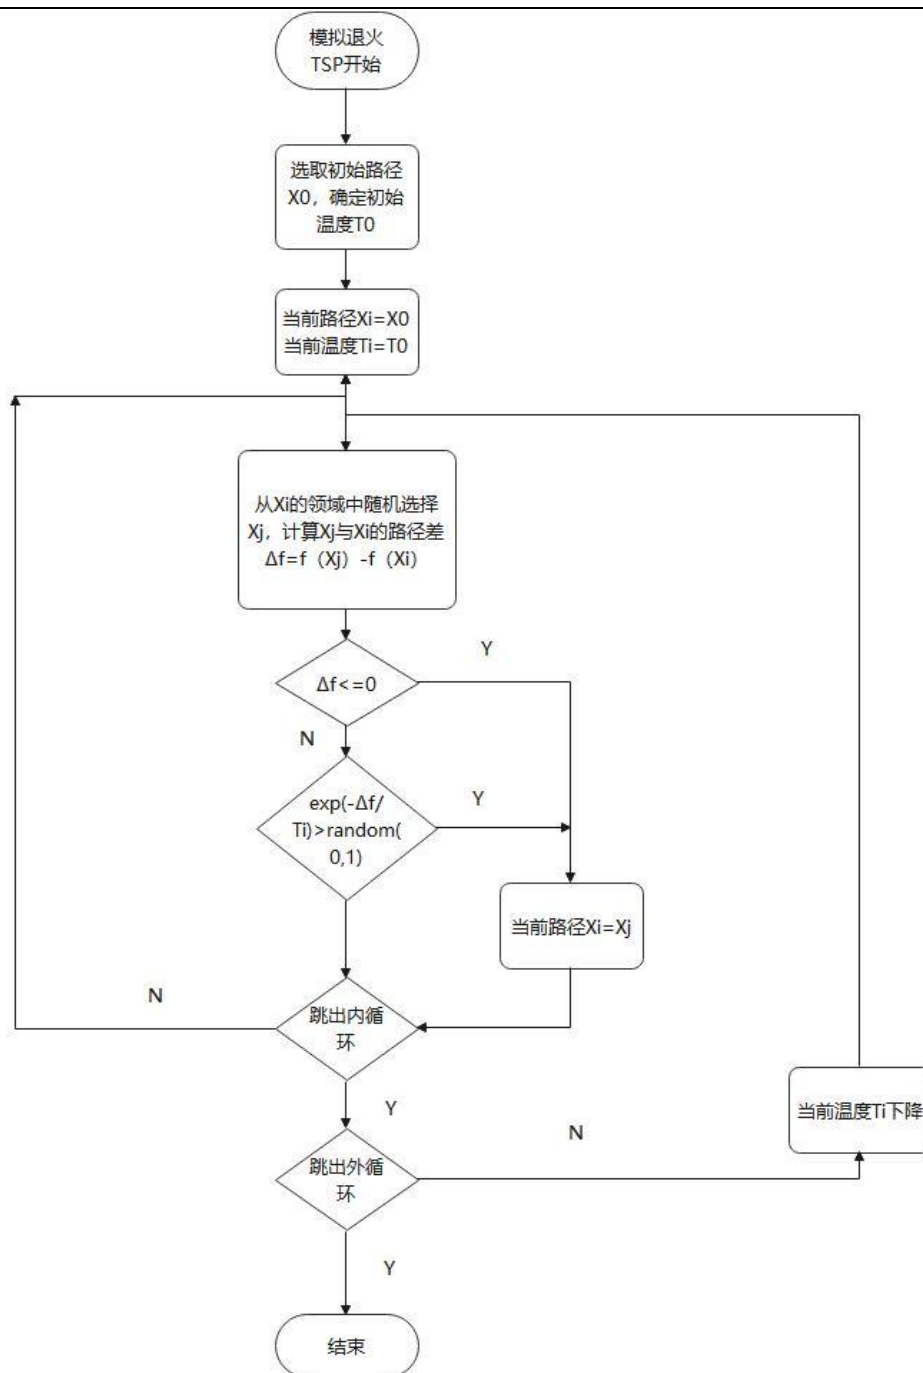 模拟退火
TSP开始
选取初始路径
X0，确定初始
温度T0
当前路径Xi=X0
当前温度Ti=T0
从Xi的领域中随机选择
Xj，计算Xj与Xi的路径差
Δf=f（Xj）-f（Xi）
Y
Δf<=0
N
exp(-Δf/
Ti)>random(
0,1)
Y
当前路径Xi=Xj
N
跳出内循
环
Y
当前温度Ti下降
N
跳出外循
环
Y
结束